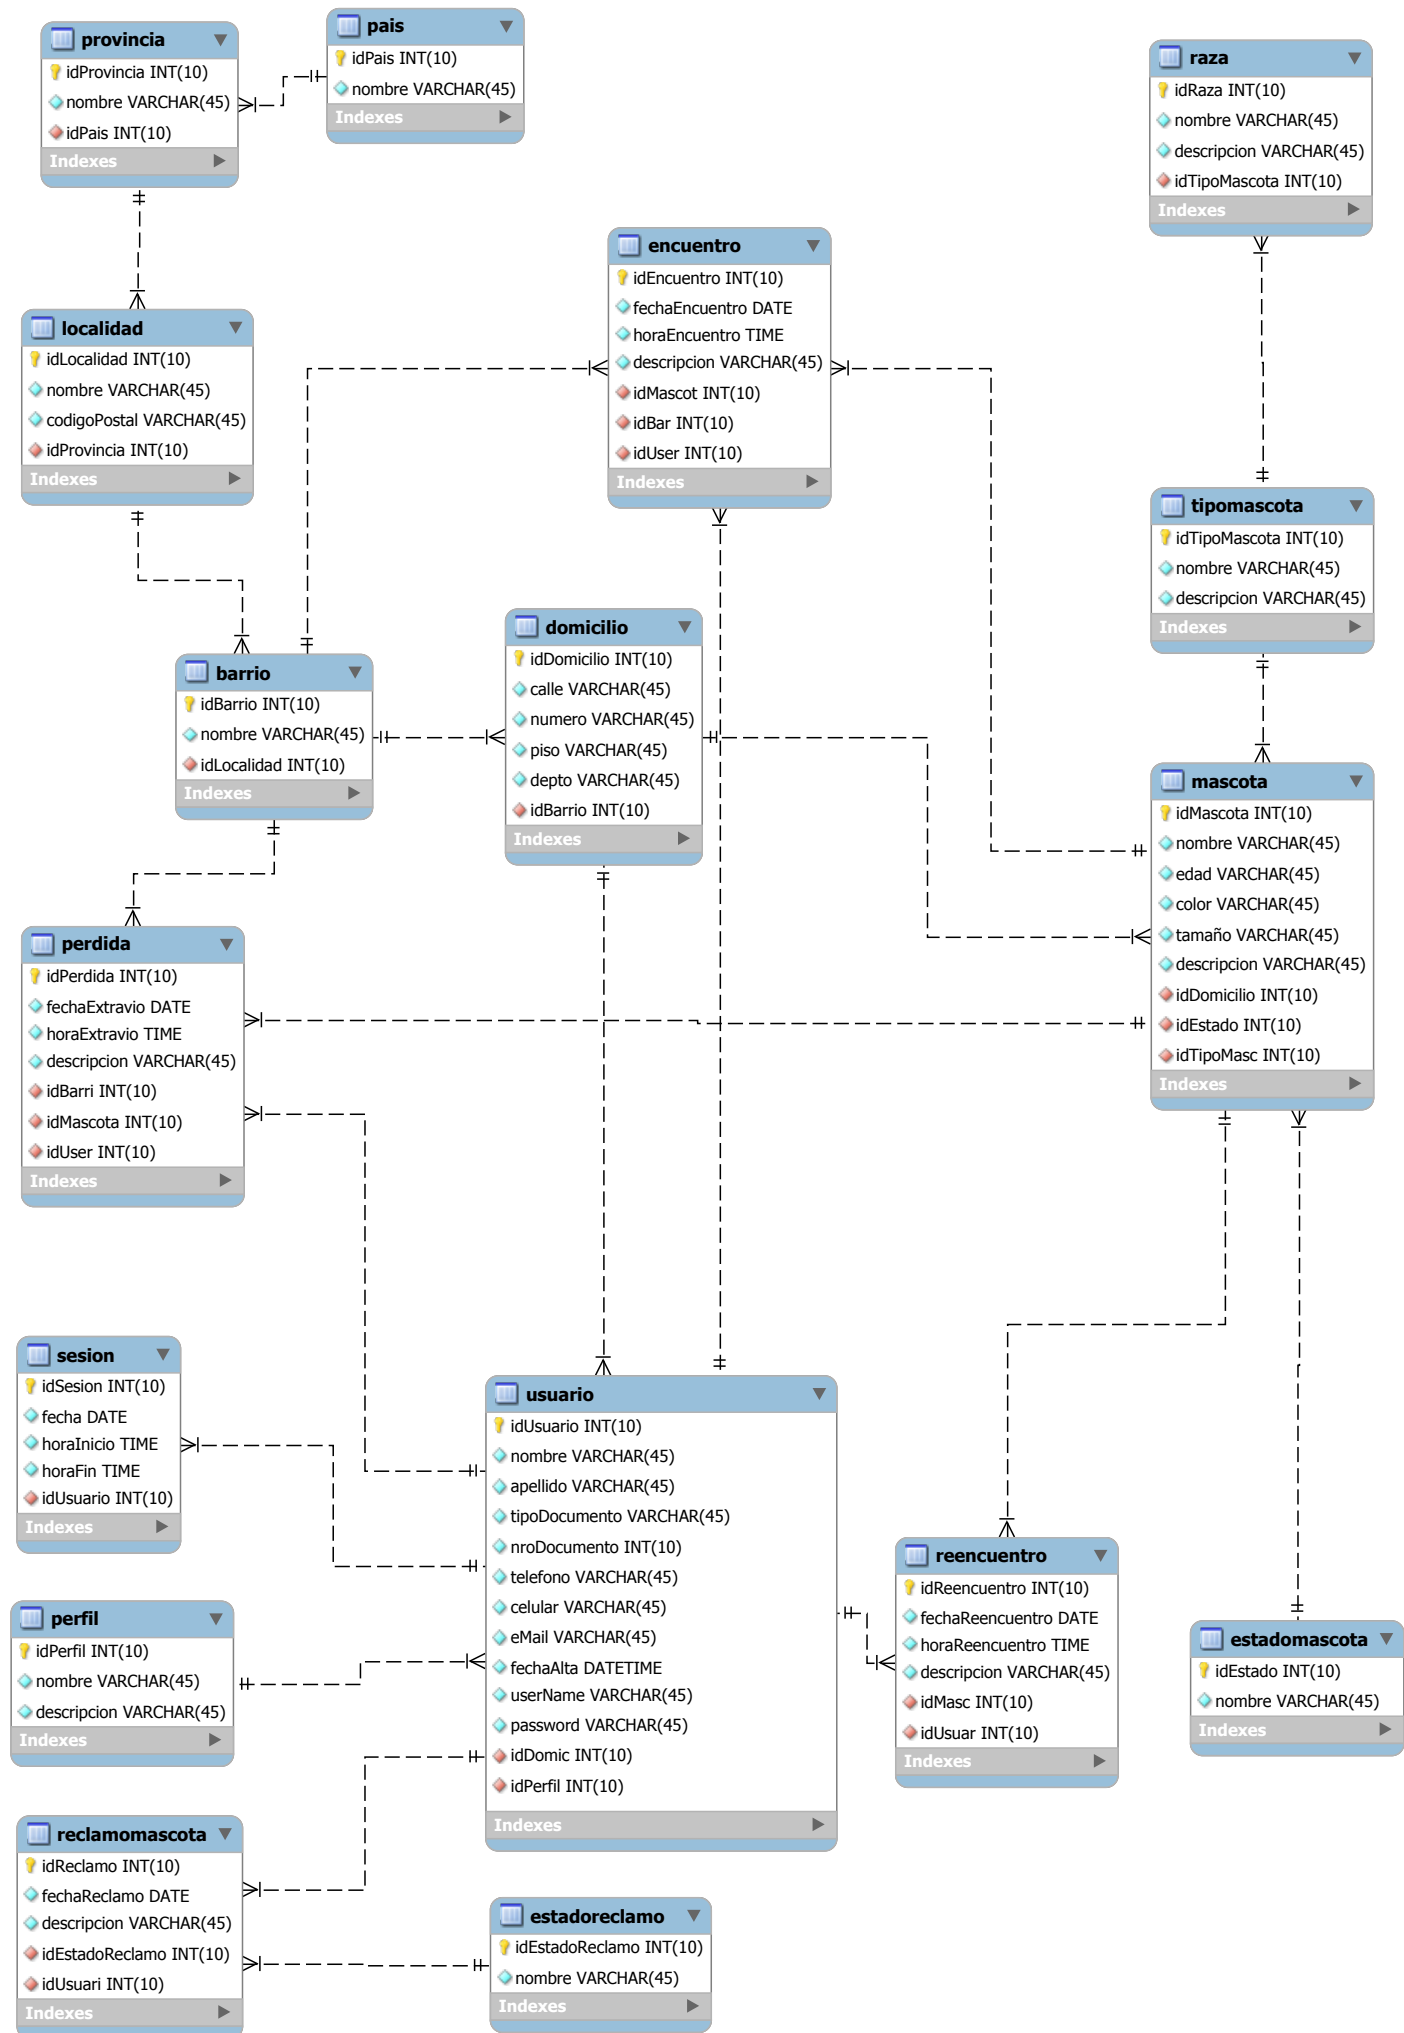 provincia
idProvincia INT(10)
nombre VARCHAR(45)
idPais INT(10)
Indexes
pais
idPais INT(10)
nombre VARCHAR(45)
Indexes
raza
idRaza INT(10)
nombre VARCHAR(45)
descripcion VARCHAR(45)
idTipoMascota INT(10)
Indexes
encuentro
idEncuentro INT(10)
fechaEncuentro DATE
horaEncuentro TIME
descripcion VARCHAR(45)
idMascot INT(10)
idBar INT(10)
idUser INT(10)
Indexes
localidad
idLocalidad INT(10)
nombre VARCHAR(45)
codigoPostal VARCHAR(45)
idProvincia INT(10)
Indexes
tipomascota
idTipoMascota INT(10)
nombre VARCHAR(45)
descripcion VARCHAR(45)
Indexes
domicilio
idDomicilio INT(10)
calle VARCHAR(45)
numero VARCHAR(45)
piso VARCHAR(45)
depto VARCHAR(45)
idBarrio INT(10)
Indexes
barrio
idBarrio INT(10)
nombre VARCHAR(45)
idLocalidad INT(10)
Indexes
mascota
idMascota INT(10)
nombre VARCHAR(45)
edad VARCHAR(45)
color VARCHAR(45)
tamaño VARCHAR(45)
descripcion VARCHAR(45)
idDomicilio INT(10)
idEstado INT(10)
idTipoMasc INT(10)
Indexes
perdida
idPerdida INT(10)
fechaExtravio DATE
horaExtravio TIME
descripcion VARCHAR(45)
idBarri INT(10)
idMascota INT(10)
idUser INT(10)
Indexes
sesion
idSesion INT(10)
fecha DATE
horaInicio TIME
horaFin TIME
idUsuario INT(10)
Indexes
usuario
idUsuario INT(10)
nombre VARCHAR(45)
apellido VARCHAR(45)
tipoDocumento VARCHAR(45)
nroDocumento INT(10)
telefono VARCHAR(45)
celular VARCHAR(45)
eMail VARCHAR(45)
fechaAlta DATETIME
userName VARCHAR(45)
password VARCHAR(45)
idDomic INT(10)
idPerfil INT(10)
Indexes
reencuentro
idReencuentro INT(10)
fechaReencuentro DATE
horaReencuentro TIME
descripcion VARCHAR(45)
idMasc INT(10)
idUsuar INT(10)
Indexes
estadomascota
idEstado INT(10)
nombre VARCHAR(45)
Indexes
perfil
idPerfil INT(10)
nombre VARCHAR(45)
descripcion VARCHAR(45)
Indexes
reclamomascota
idReclamo INT(10)
fechaReclamo DATE
descripcion VARCHAR(45)
idEstadoReclamo INT(10)
idUsuari INT(10)
Indexes
estadoreclamo
idEstadoReclamo INT(10)
nombre VARCHAR(45)
Indexes